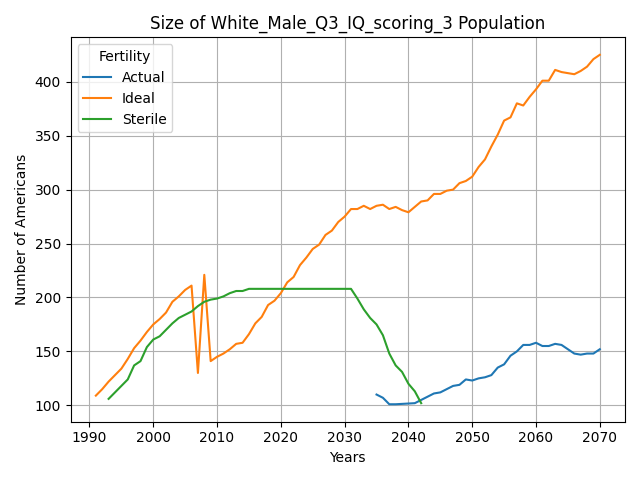 Size of White_Male_Q3_IQ_scoring_3 Population
Fertility
Actual
Ideal
Sterile
Number of Americans
400
350
300
250
200
150
100
1990 2000 2010 2020 2030 2040 2050 2060 2070
Years